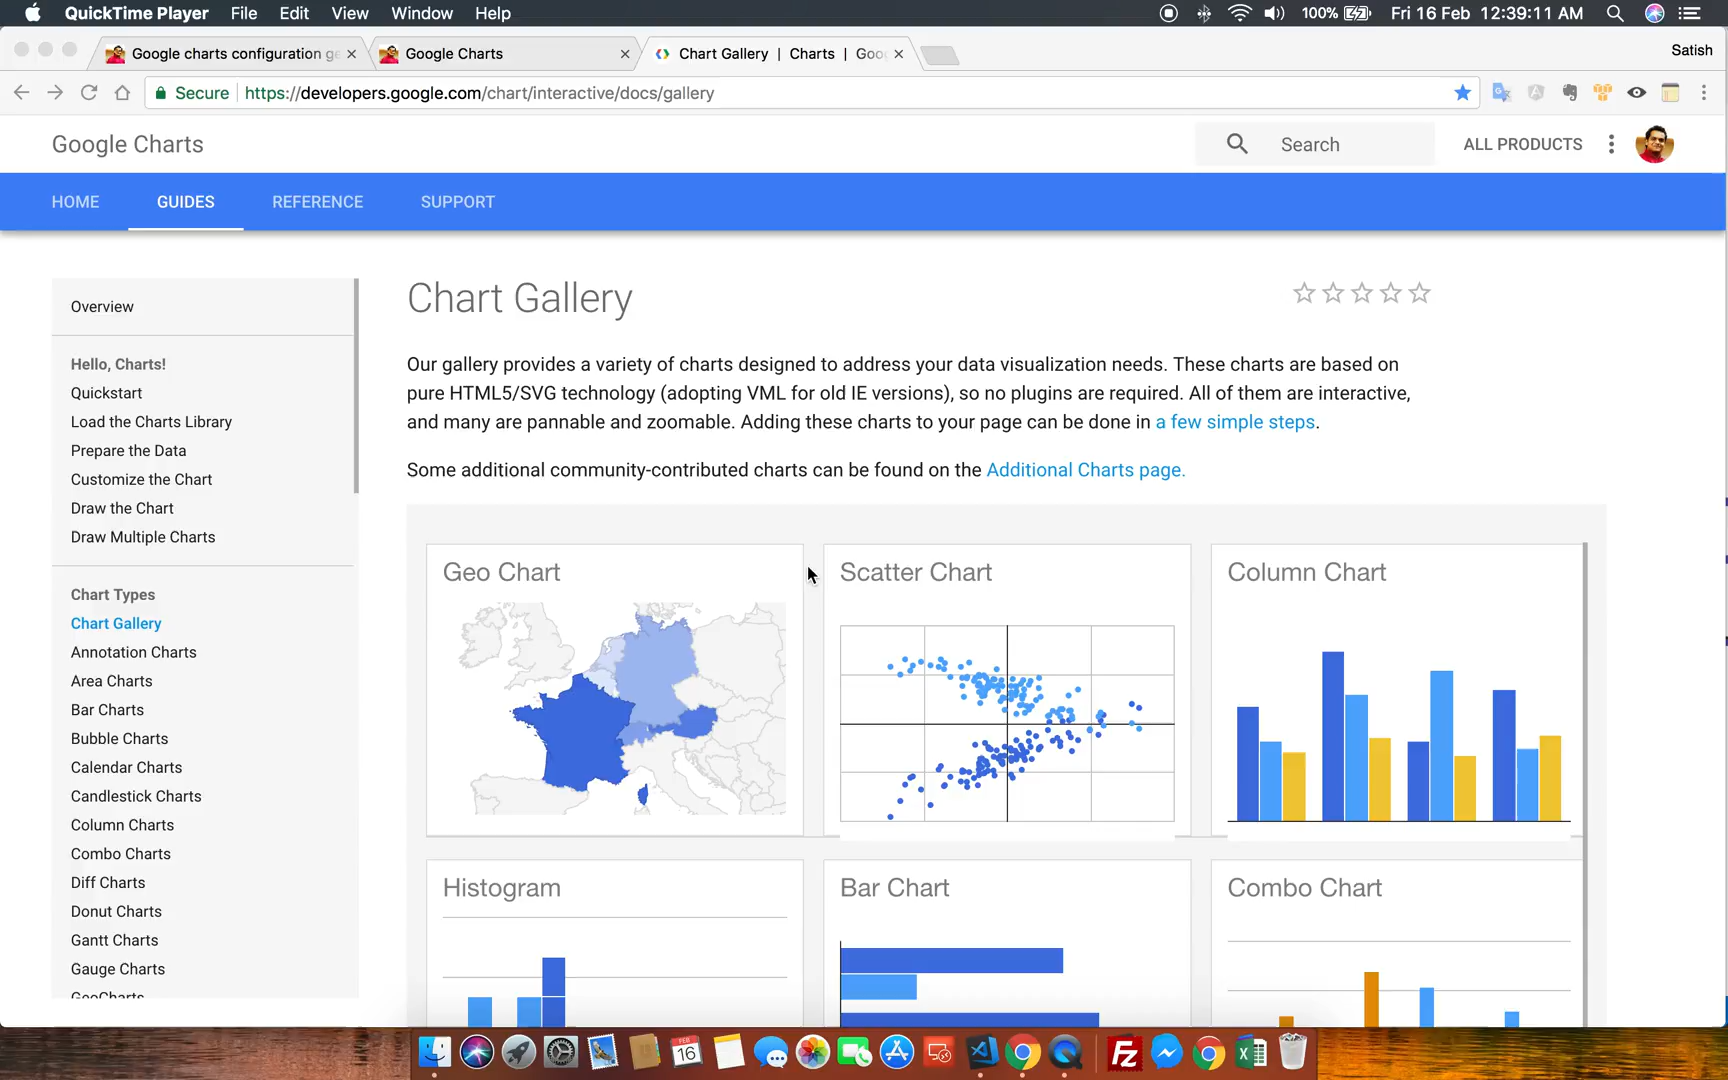 QuickTime Player File Edit View Window Help 100% Fri 16 Feb 12:39:11 AM
Google charts configuration ge Google Charts Chart Gallery | Charts | Goo Satish
Secure https://developers.google.com/chart/interactive/docs/gallery
Google Charts Search ALL PRODUCTS
HOME GUIDES REFERENCE SUPPORT
Overview
Hello, Charts!
Quickstart
Load the Charts Library
Prepare the Data
Customize the Chart
Draw the Chart
Draw Multiple Charts
Chart Types
Chart Gallery
Annotation Charts
Area Charts
Bar Charts
Bubble Charts
Calendar Charts
Candlestick Charts
Column Charts
Combo Charts
Diff Charts
Donut Charts
Gantt Charts
Gauge Charts
GeoCharts
Chart Gallery
Our gallery provides a variety of charts designed to address your data visualization needs. These charts are based on
pure HTML5/SVG technology (adopting VML for old IE versions), so no plugins are required. All of them are interactive,
and many are pannable and zoomable. Adding these charts to your page can be done in a few simple steps.
Some additional community-contributed charts can be found on the Additional Charts page.
Geo Chart Scatter Chart Column Chart
Histogram Bar Chart Combo Chart
FEB
16
Fz